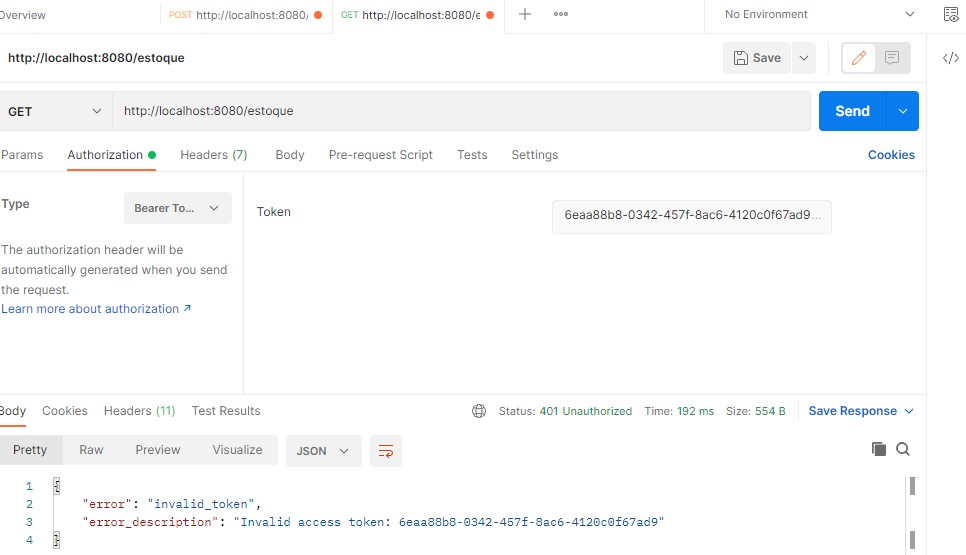 Overview
POST http://localhost:8080/
GET http://localhost:8080/e
No Environment
http://localhost:8080/estoque
Save
GET http://localhost:8080/estoque Send
Params Authorization Headers (7) Body Pre-request Script Tests Settings Cookies
Type Bearer To...
Token 6eaa88b8-0342-457f-8ac6-4120c0f67ad9...
The authorization header will be
automatically generated when you send
the request.
Learn more about authorization ↗
Body Cookies Headers (11) Test Results Status: 401 Unauthorized Time: 192 ms Size: 554 B Save Response
Pretty Raw Preview Visualize JSON
1 {
2 "error": "invalid_token",
3 "error_description": "Invalid access token: 6eaa88b8-0342-457f-8ac6-4120c0f67ad9"
4 }